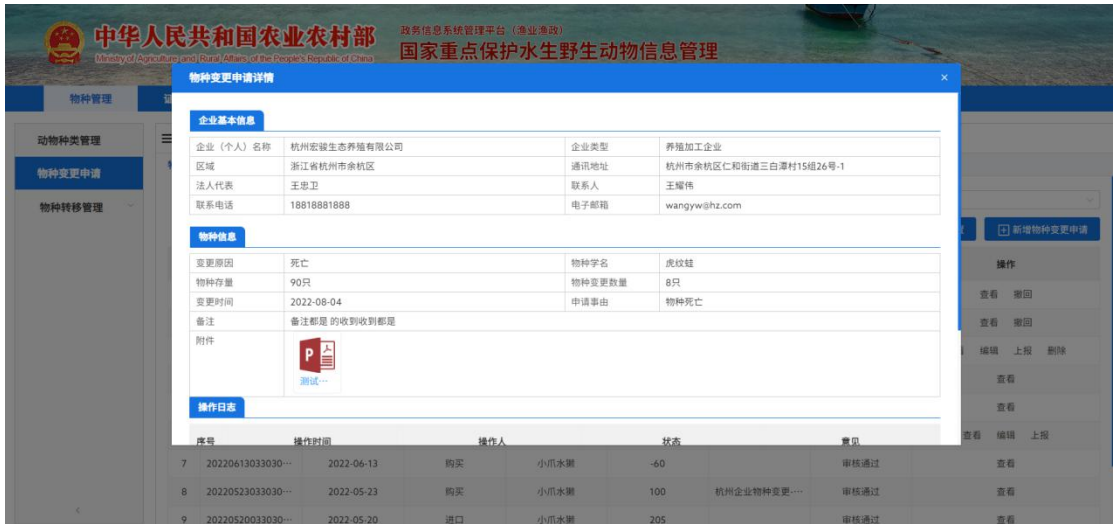 中华人民共和国农业农村部
Ministry of Agriculture and Rural Affairs of the People's Republic of China
政务信息系统管理平台（渔业渔政）
国家重点保护水生野生动物信息管理
物种变更申请详情 ×
物种管理
动物种类管理
物种变更申请
物种转移管理
企业基本信息
企业（个人）名称 杭州宏骏生态养殖有限公司 企业类型 养殖加工企业
区域 浙江省杭州市余杭区 通讯地址 杭州市余杭区仁和街道三白潭村15组26号-1
法人代表 王忠卫 联系人 王耀伟
联系电话 18818881888 电子邮箱 wangyw@hz.com
物种信息
新增物种变更申请
变更原因 死亡 物种学名 虎纹蛙
操作
物种存量 90只 物种变更数量 8只
查看 撤回
变更时间 2022-08-04 申请事由 物种死亡
备注 备注都是 的收到收到都是
查看 撤回
附件
编辑 上报 删除
测试…
查看
操作日志
查看
序号 操作时间 操作人 状态 意见
查看 编辑 上报
7 20220613033030… 2022-06-13 购买 小爪水獭 -60 审核通过 查看
8 20220523033030… 2022-05-23 购买 小爪水獭 100 杭州企业物种变更-… 审核通过 查看
9 20220520033030… 2022-05-20 进口 小爪水獭 205 审核通过 查看